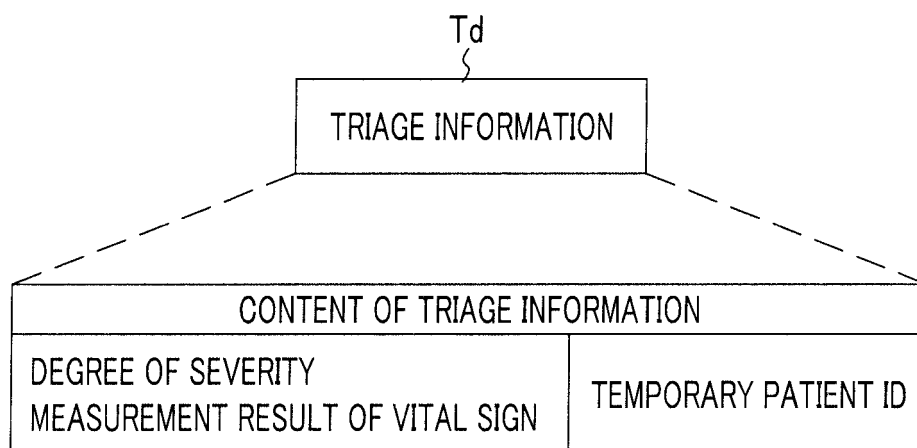 Td
TRIAGE INFORMATION
CONTENT OF TRIAGE INFORMATION
DEGREE OF SEVERITY
MEASUREMENT RESULT OF VITAL SIGN
TEMPORARY PATIENT ID